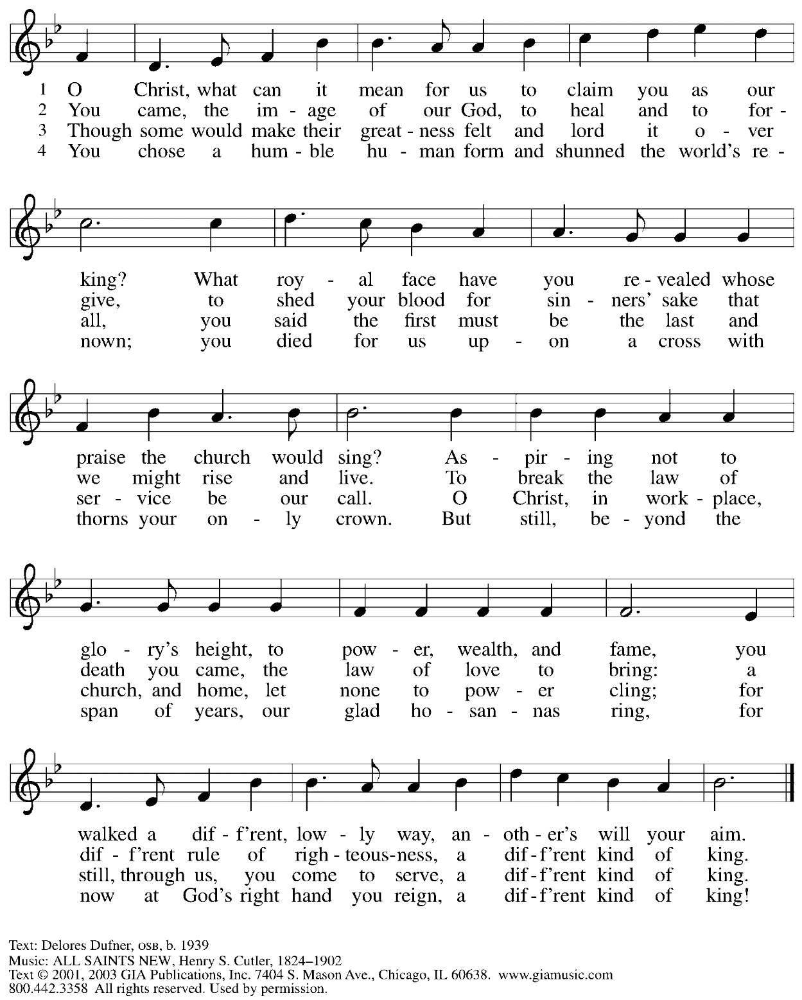 1 O Christ, what can it mean for us to claim you as our
2 You came, the im - age of our God, to heal and to for -
3 Though some would make their great - ness felt and lord it o - ver
4 You chose a hum - ble hu - man form and shunned the world's re -
king? What roy - al face have you re - vealed whose
give, to shed your blood for sin - ners' sake that
all, you said the first must be the last and
nown; you died for us up - on a cross with
praise the church would sing? As - pir - ing not to
we might rise and live. To break the law of
ser - vice be our call. O Christ, in work - place,
thorns your on - ly crown. But still, be - yond the
glo - ry's height, to pow - er, wealth, and fame, you
death you came, the law of love to bring: a
church, and home, let none to pow - er cling; for
span of years, our glad ho - san - nas ring, for
walked a dif - f'rent, low - ly way, an - oth - er's will your aim.
dif - f'rent rule of righ - teous - ness, a dif - f'rent kind of king.
still, through us, you come to serve, a dif - f'rent kind of king.
now at God's right hand you reign, a dif - f'rent kind of king!
Text: Delores Dufner, OSB, b. 1939
Music: ALL SAINTS NEW, Henry S. Cutler, 1824–1902
Text © 2001, 2003 GIA Publications, Inc. 7404 S. Mason Ave., Chicago, IL 60638. www.giamusic.com
800.442.3358 All rights reserved. Used by permission.